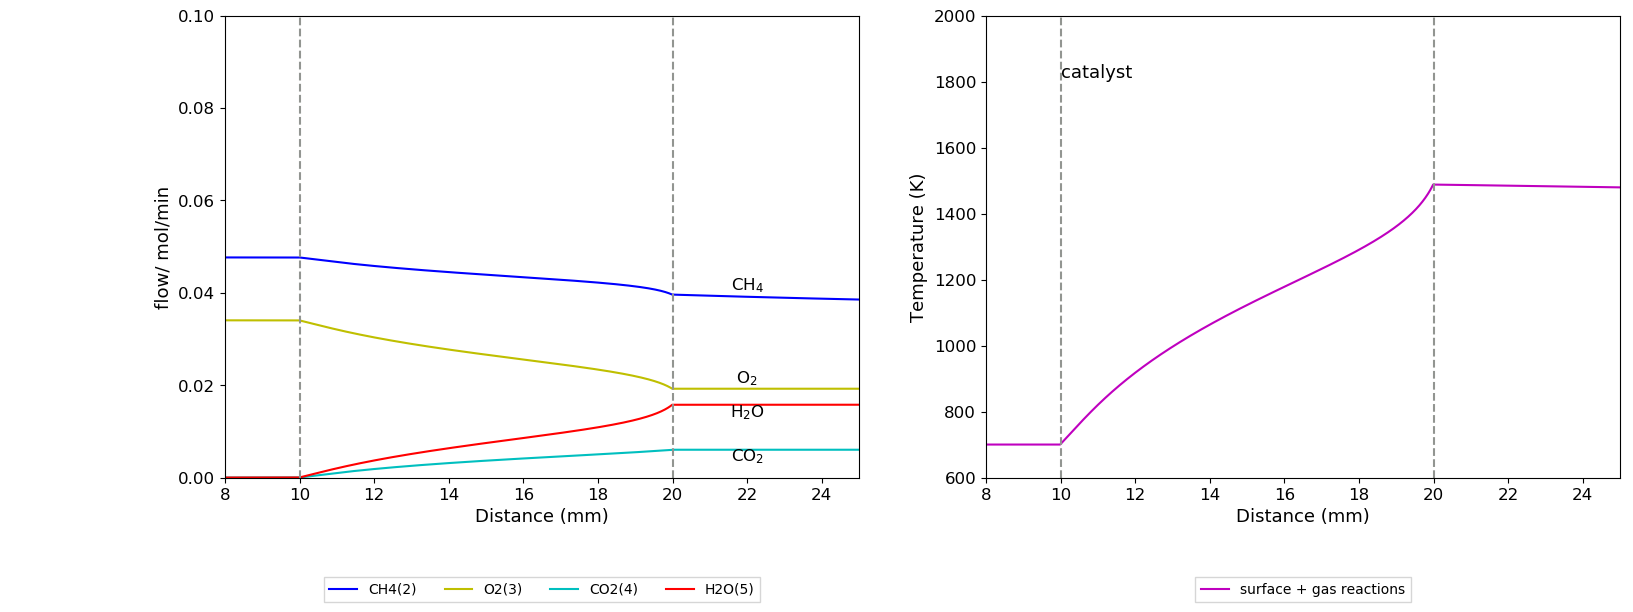 flow/ mol/min
0.10
0.08
0.06
0.04
0.02
0.00
CH₄
O₂
H₂O
CO₂
8 10 12 14 16 18 20 22 24
Distance (mm)
CH4(2) O2(3) CO2(4) H2O(5)
Temperature (K)
2000
1800
1600
1400
1200
1000
800
600
catalyst
8 10 12 14 16 18 20 22 24
Distance (mm)
surface + gas reactions